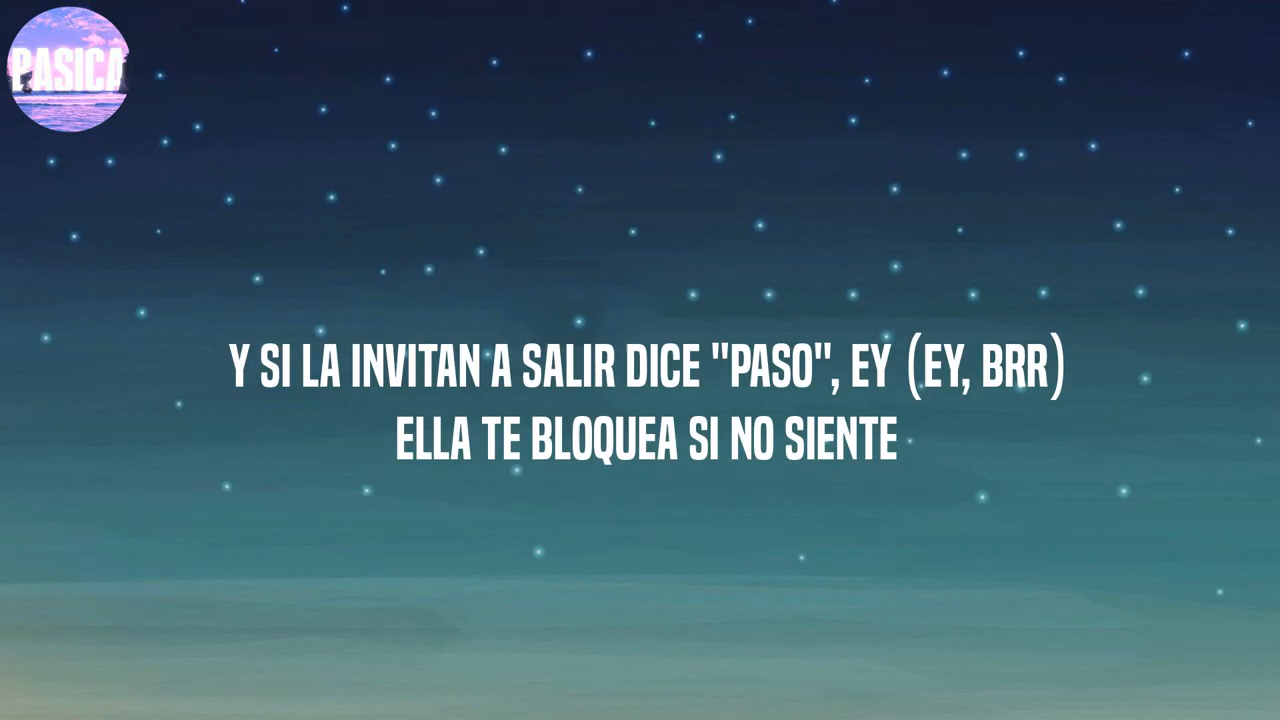 PASICA
Y SI LA INVITAN A SALIR DICE "PASO", EY (EY, BRR)
ELLA TE BLOQUEA SI NO SIENTE